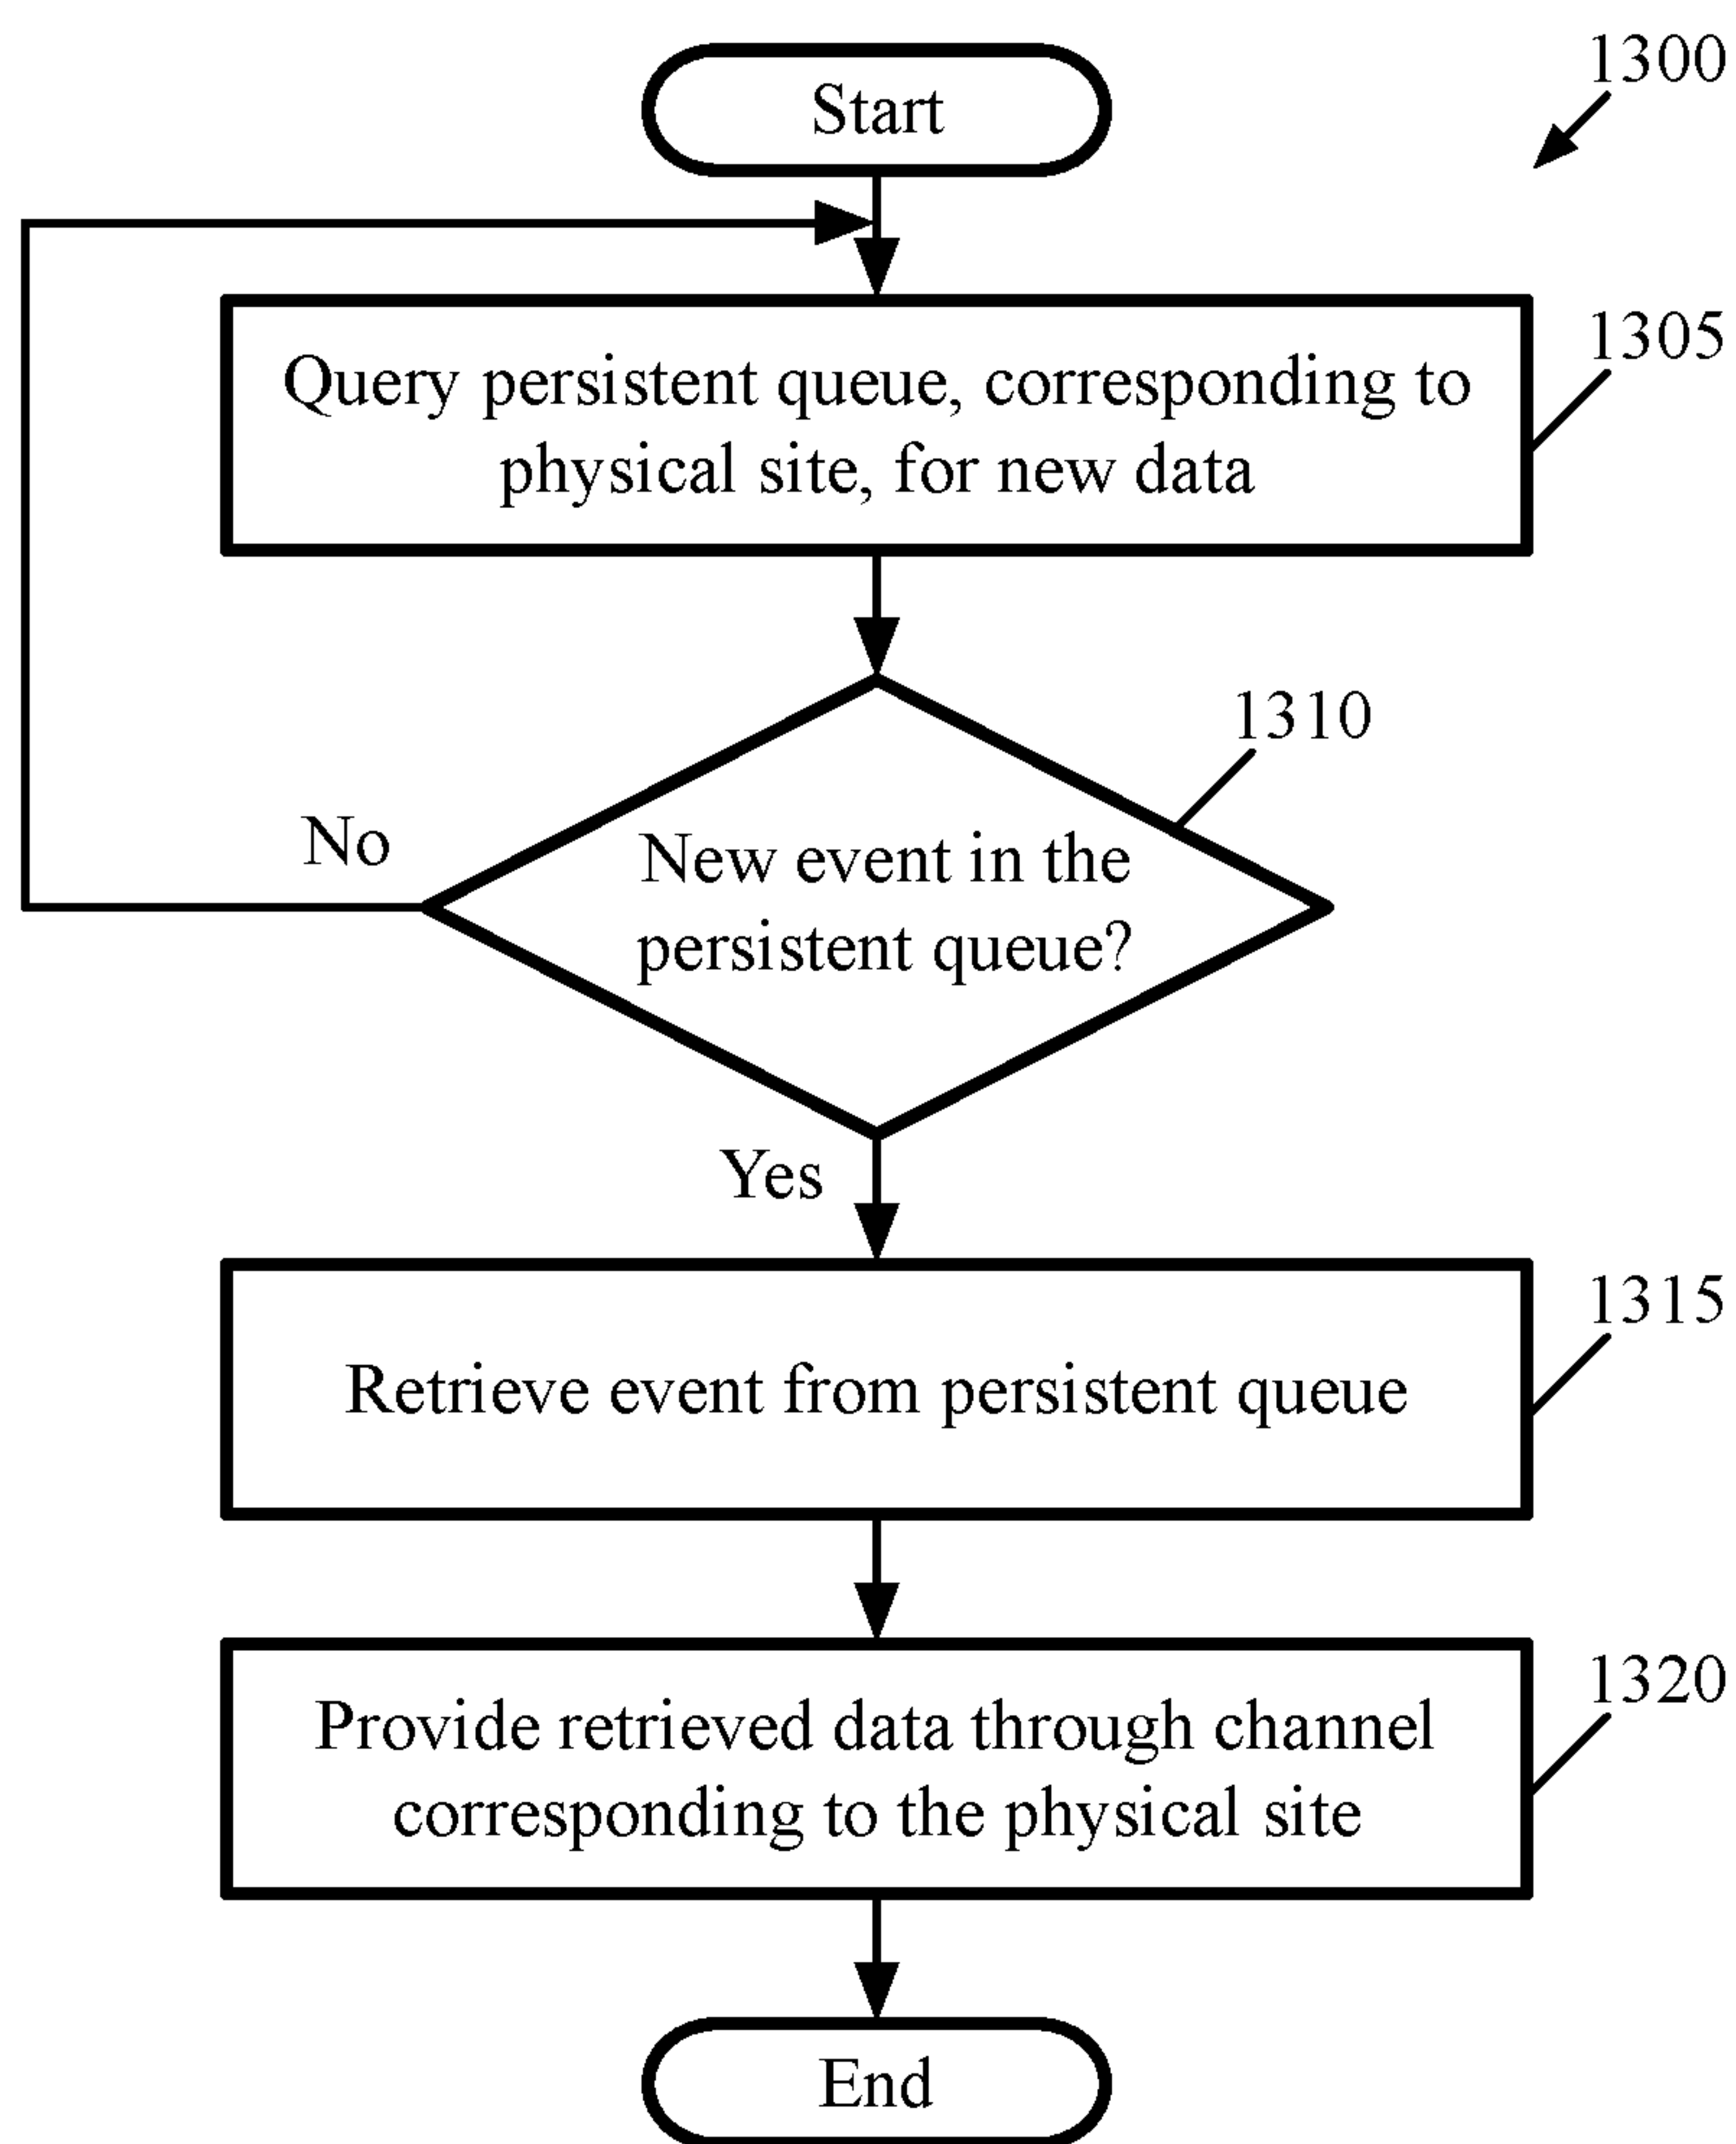 1300
Start
1305
Query persistent queue, corresponding to
physical site, for new data
1310
No
New event in the
persistent queue?
Yes
1315
Retrieve event from persistent queue
1320
Provide retrieved data through channel
corresponding to the physical site
End